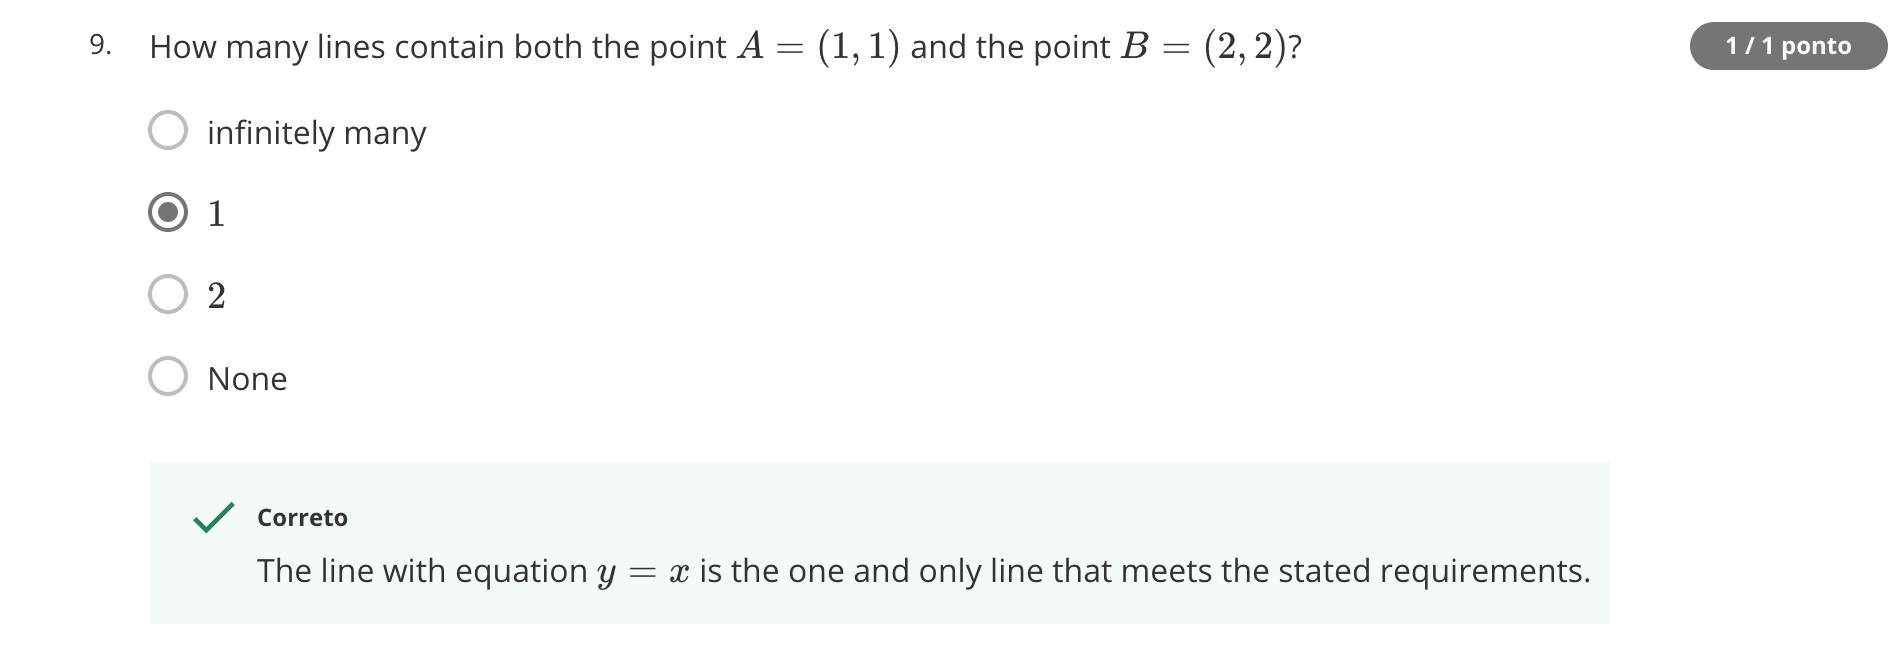 9. How many lines contain both the point A = (1, 1) and the point B = (2, 2)?
1 / 1 ponto
infinitely many
1
2
None
Correto
The line with equation y = x is the one and only line that meets the stated requirements.